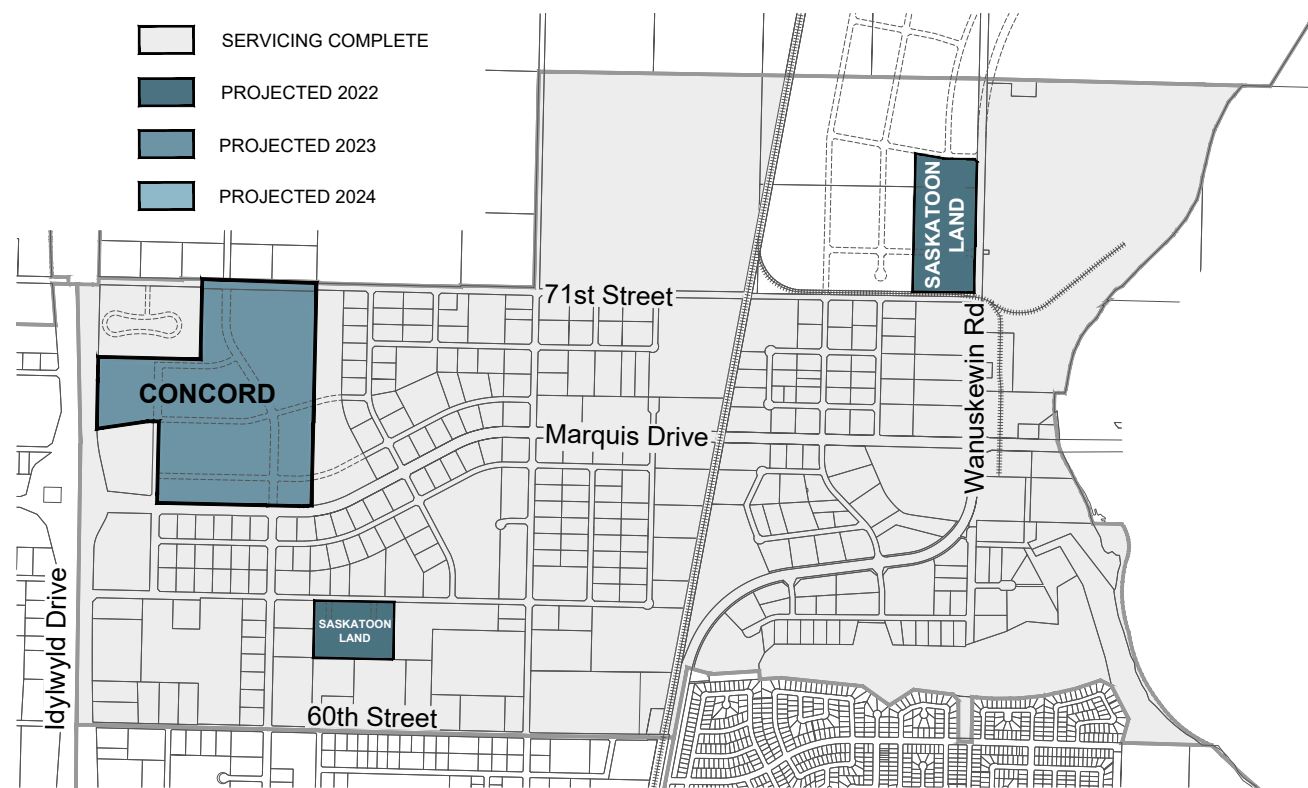 SERVICING COMPLETE
PROJECTED 2022
PROJECTED 2023
PROJECTED 2024
SASKATOON
LAND
71st Street
Wanuskewin Rd
CONCORD
Marquis Drive
Idylwyld Drive
SASKATOON
LAND
60th Street